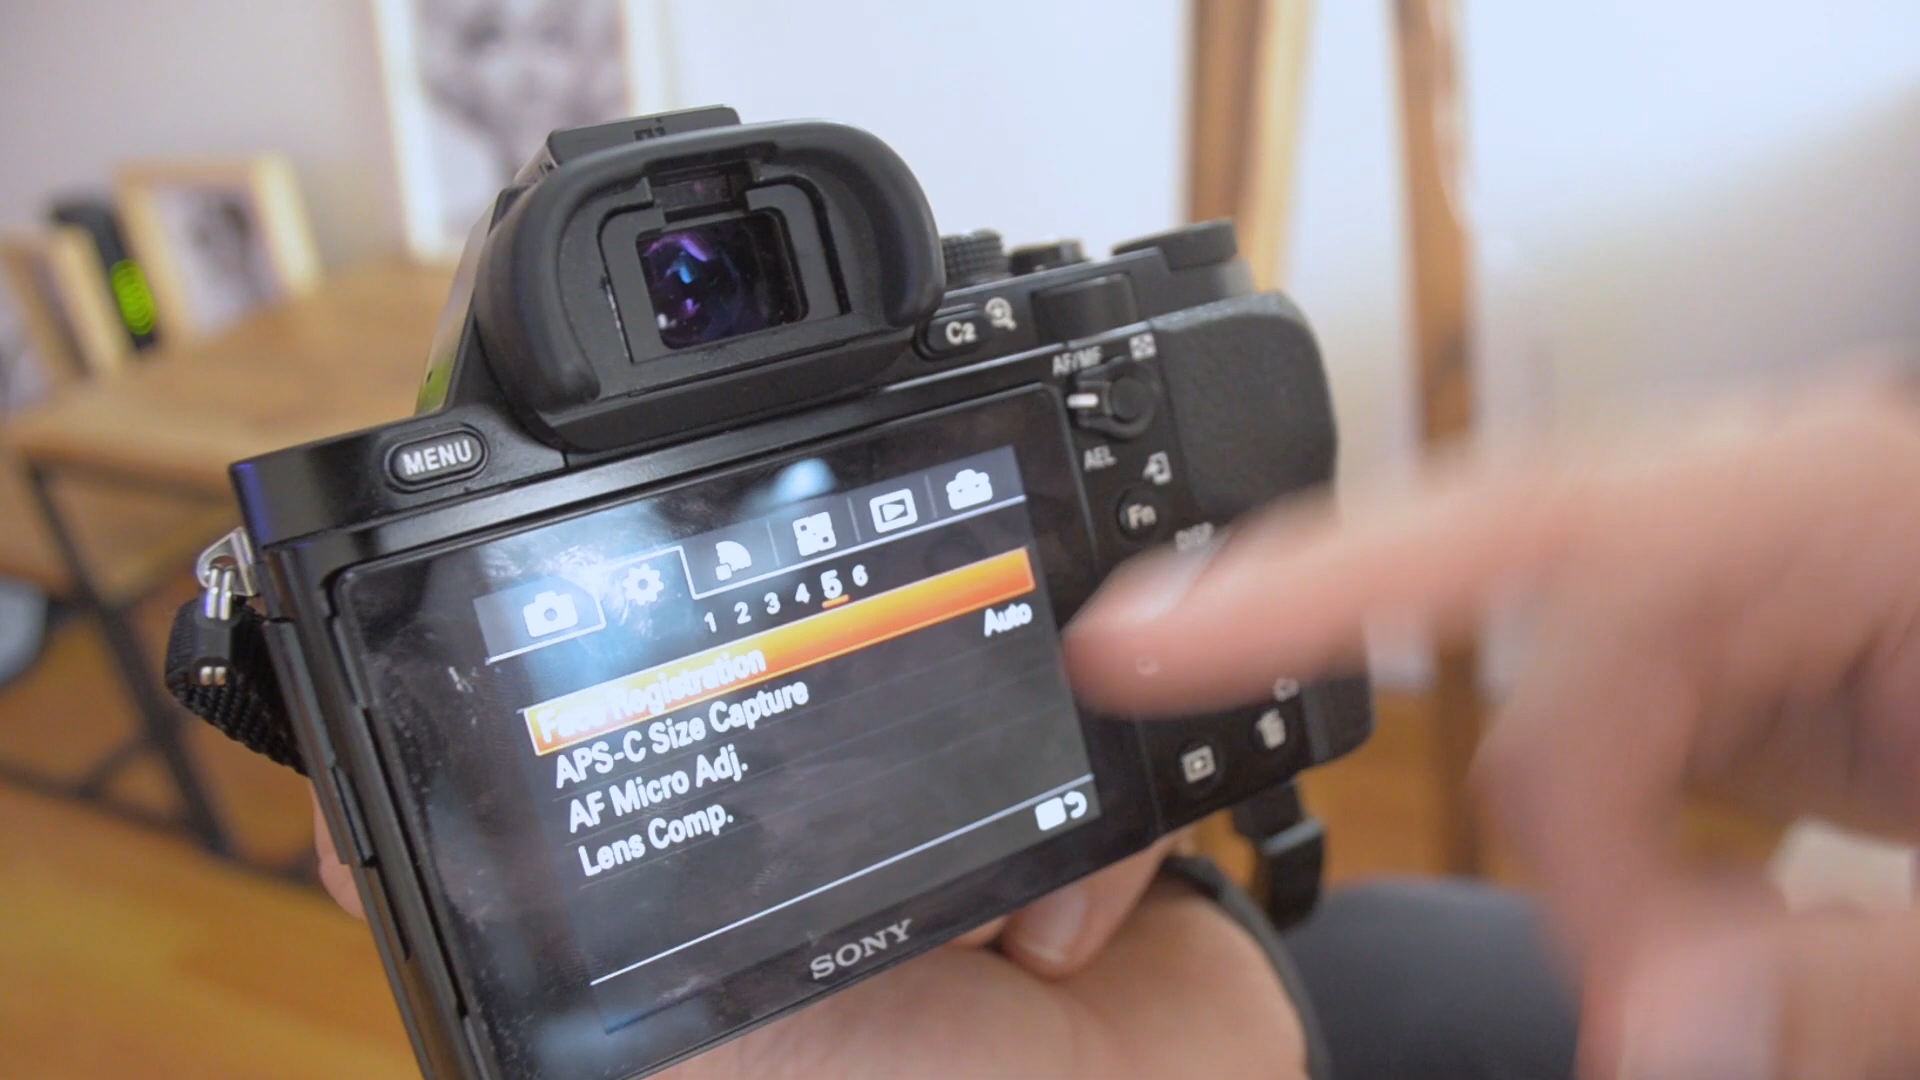 C2
AF/MF
MENU
AEL
Fn
DISP
1 2 3 4 5 6
Face Registration
APS-C Size Capture Auto
AF Micro Adj.
Lens Comp.
SONY